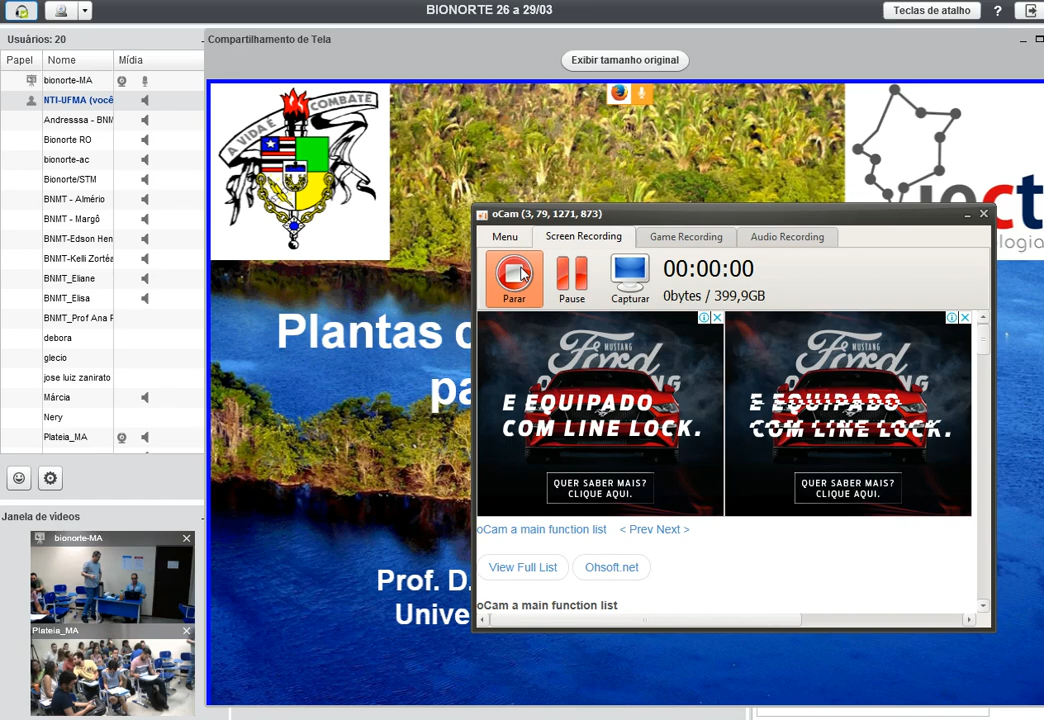 BIONORTE 26 a 29/03
Teclas de atalho
?
Usuários: 20
Papel Nome Mídia
bionorte-MA
NTI-UFMA (você
Andresssa - BNM
Bionorte RO
bionorte-ac
Bionorte/STM
BNMT - Almério
BNMT - Margô
BNMT-Edson Hen
BNMT-Kelli Zortéa
BNMT_Eliane
BNMT_Elisa
BNMT_Prof Ana P
debora
glecio
jose luiz zanirato
Márcia
Nery
Plateia_MA
Janela de videos
bionorte-MA
Plateia_MA
Compartilhamento de Tela
Exibir tamanho original
A VIDA É COMBATE
ect
logia
Plantas
pa
Prof. D.
Unive
oCam (3, 79, 1271, 873)
Menu
Screen Recording
Game Recording
Audio Recording
Parar
Pause
Capturar
00:00:00
0bytes / 399,9GB
MUSTANG
Ford
E EQUIPADO
COM LINE LOCK.
QUER SABER MAIS?
CLIQUE AQUI.
MUSTANG
Ford
E EQUIPADO
COM LINE LOCK.
QUER SABER MAIS?
CLIQUE AQUI.
oCam a main function list < Prev Next >
View Full List
Ohsoft.net
oCam a main function list